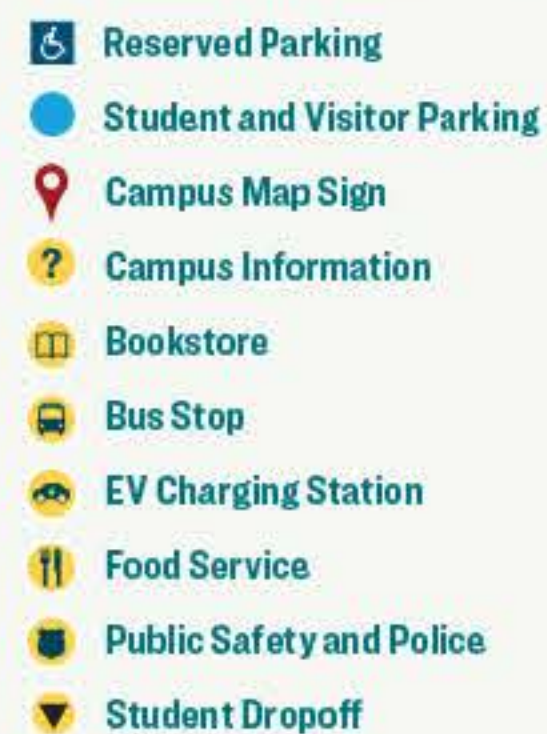 Reserved Parking
Student and Visitor Parking
Campus Map Sign
? Campus Information
Bookstore
Bus Stop
EV Charging Station
Food Service
Public Safety and Police
Student Dropoff